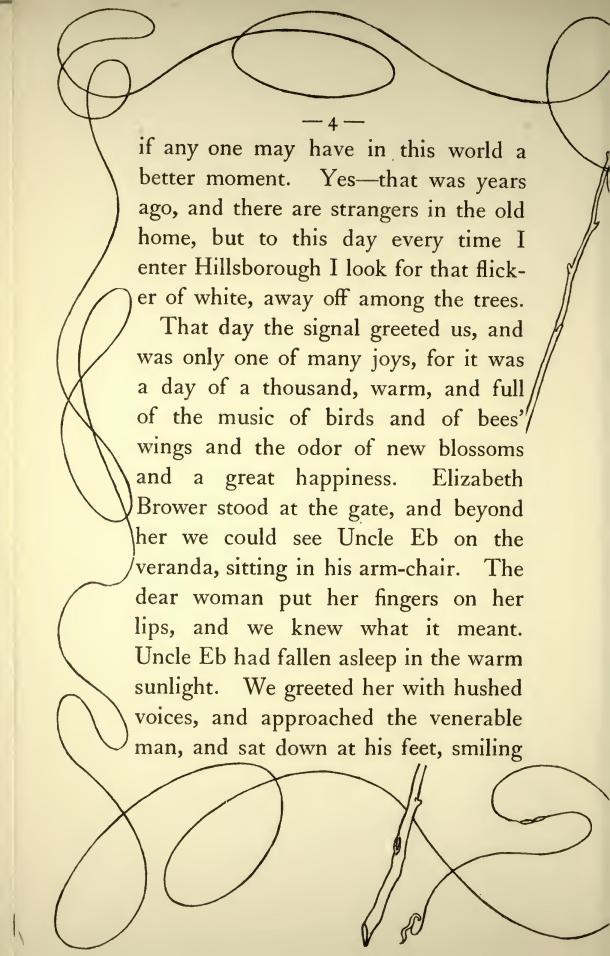 —4—
if any one may have in this world a
better moment. Yes—that was years
ago, and there are strangers in the old
home, but to this day every time I
enter Hillsborough I look for that flick-
er of white, away off among the trees.
That day the signal greeted us, and
was only one of many joys, for it was
a day of a thousand, warm, and full
of the music of birds and of bees'
wings and the odor of new blossoms
and a great happiness. Elizabeth
Brower stood at the gate, and beyond
her we could see Uncle Eb on the
veranda, sitting in his arm-chair. The
dear woman put her fingers on her
lips, and we knew what it meant.
Uncle Eb had fallen asleep in the warm
sunlight. We greeted her with hushed
voices, and approached the venerable
man, and sat down at his feet, smiling